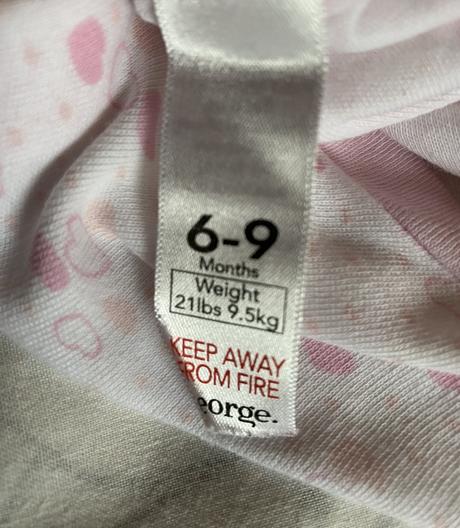 6-9
Months
Weight
21lbs 9.5kg
KEEP AWAY
FROM FIRE
eorge.